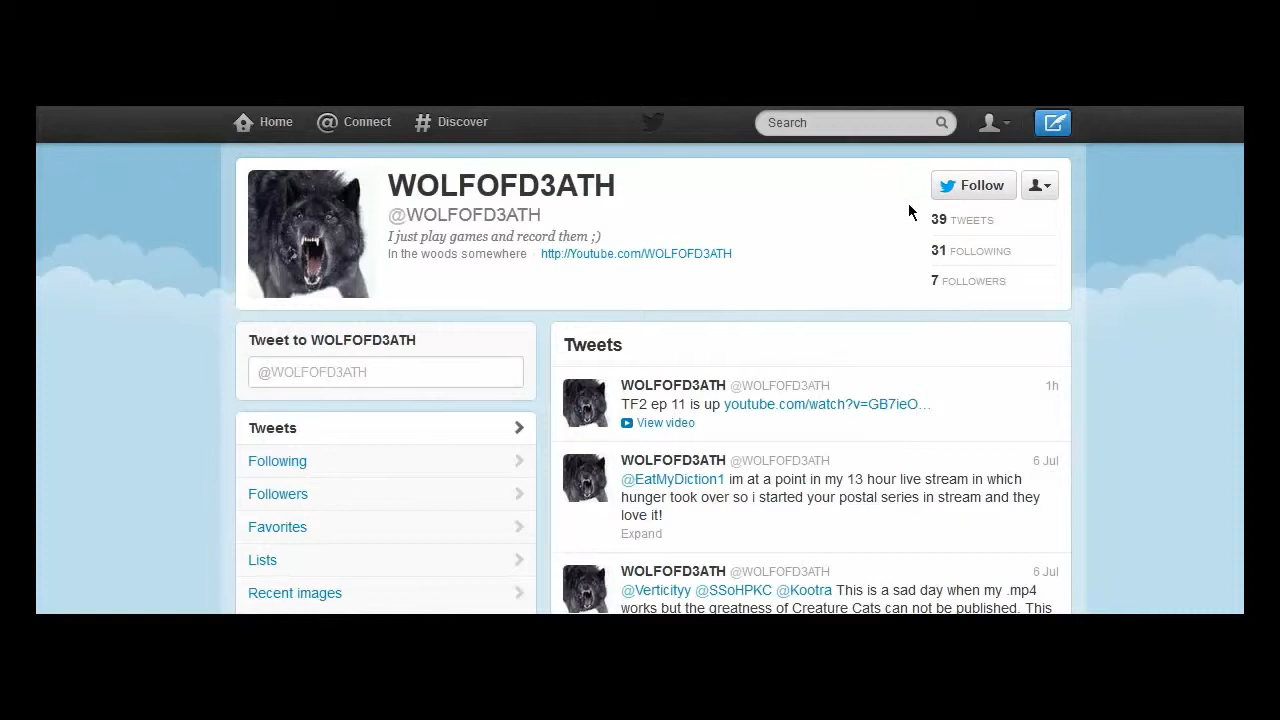 Home
Connect
Discover
Search
WOLFOFD3ATH
@WOLFOFD3ATH
I just play games and record them ;)
In the woods somewhere · http://Youtube.com/WOLFOFD3ATH
Follow
39 TWEETS
31 FOLLOWING
7 FOLLOWERS
Tweet to WOLFOFD3ATH
@WOLFOFD3ATH
Tweets
Following
Followers
Favorites
Lists
Recent images
Tweets
WOLFOFD3ATH @WOLFOFD3ATH 1h
TF2 ep 11 is up youtube.com/watch?v=GB7ieO…
View video
WOLFOFD3ATH @WOLFOFD3ATH 6 Jul
@EatMyDiction1 im at a point in my 13 hour live stream in which
hunger took over so i started your postal series in stream and they
love it!
Expand
WOLFOFD3ATH @WOLFOFD3ATH 6 Jul
@Verticityy @SSoHPKC @Kootra This is a sad day when my .mp4
works but the greatness of Creature Cats can not be published. This